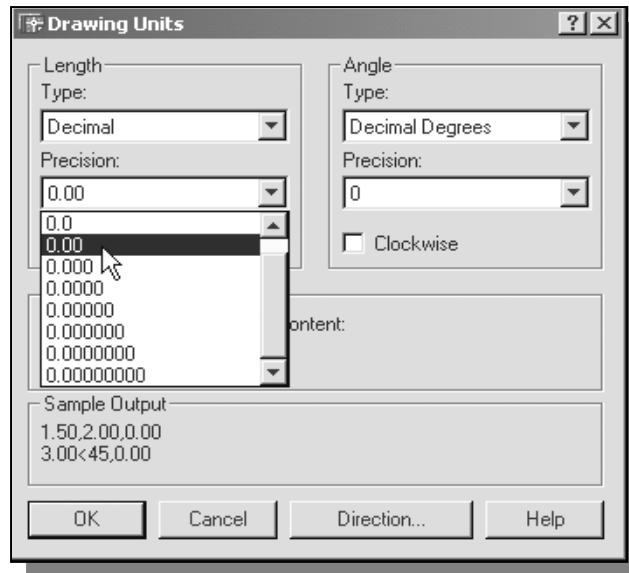 Drawing Units
Length
Type:
Decimal
Precision:
0.00
0.0
0.00
0.000
0.0000
0.00000
0.000000
0.0000000
0.00000000
Angle
Type:
Decimal Degrees
Precision:
0
Clockwise
ontent:
Sample Output
1.50,2.00,0.00
3.00<45,0.00
OK Cancel Direction... Help